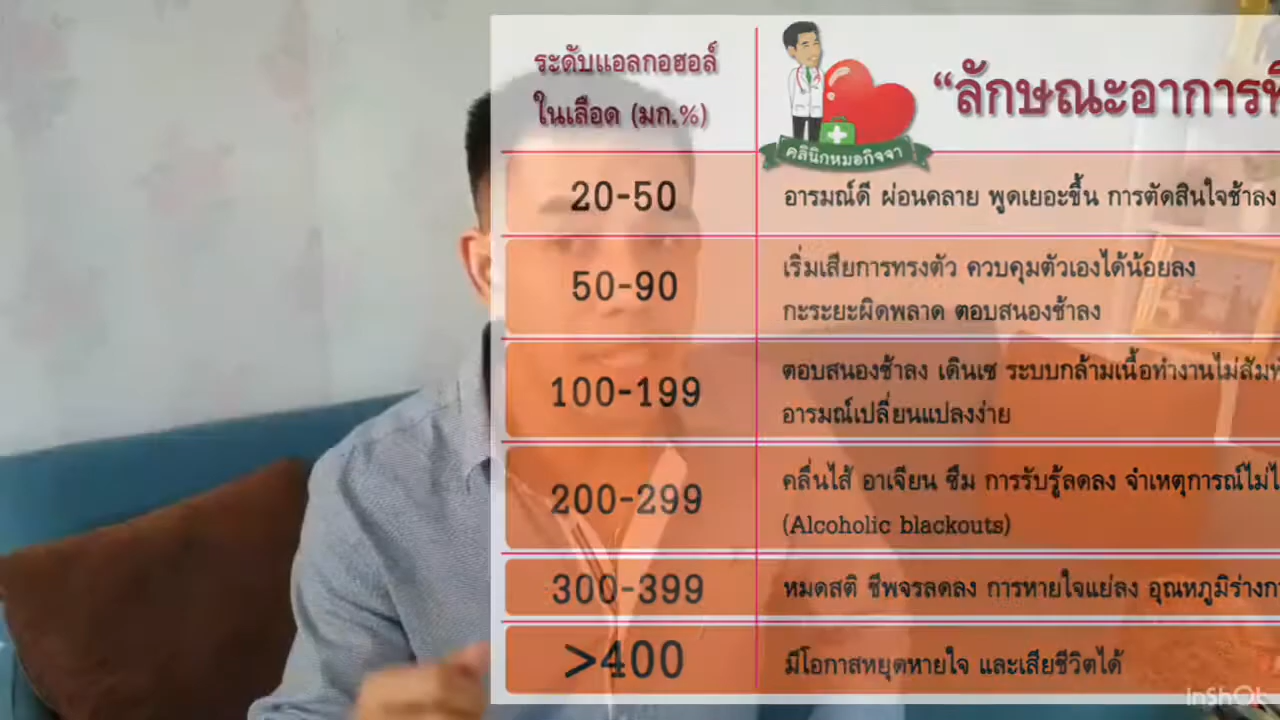 ระดับแอลกอฮอล์
ในเลือด (มก.%)
คลินิกหมอกิจจา
“ลักษณะอาการ
20-50
อารมณ์ดี ผ่อนคลาย พูดเยอะขึ้น การตัดสินใจช้าลง
50-90
เริ่มเสียการทรงตัว ควบคุมตัวเองได้น้อยลง
กะระยะผิดพลาด ตอบสนองช้าลง
100-199
ตอบสนองช้าลง เดินเซ ระบบกล้ามเนื้อทำงาน
อารมณ์เปลี่ยนแปลงง่าย
200-299
คลื่นไส้ อาเจียน ซึม การรับรู้ลดลง จำเหตุการณ์
(Alcoholic blackouts)
300-399
หมดสติ ชีพจรลดลง การหายใจแย่ลง อุณหภูมิ
>400
มีโอกาสหยุดหายใจ และเสียชีวิตได้
InShOt